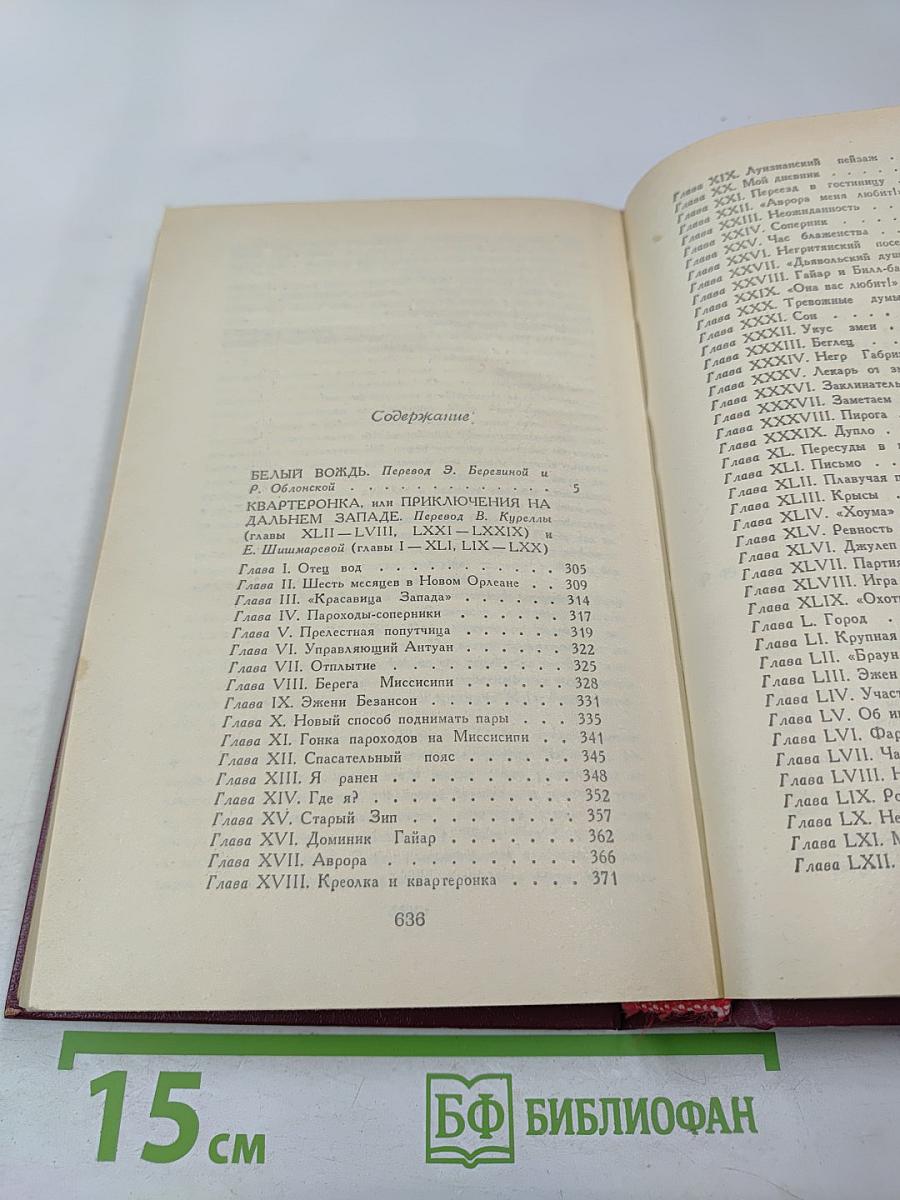 Содержание
БЕЛЫЙ ВОЖДЬ. Перевод Э. Березиной и
Р. Облонской . . . . . . . . . . . . 5
КВАРТЕРОНКА, или ПРИКЛЮЧЕНИЯ НА
ДАЛЬНЕМ ЗАПАДЕ. Перевод В. Куреллы
(главы XLII—LVIII, LXXI—LXXIX) и
Е. Шишмаревой (главы I—XLI, LIX—LXX)
Глава I. Отец вод . . . . . . . . . . . 305
Глава II. Шесть месяцев в Новом Орлеане . . 309
Глава III. «Красавица Запада» . . . . . . 314
Глава IV. Пароходы-соперники . . . . . . 317
Глава V. Прелестная попутчица . . . . . . 319
Глава VI. Управляющий Антуан . . . . . . 322
Глава VII. Отплытие . . . . . . . . . . 325
Глава VIII. Берега Миссисипи . . . . . . 328
Глава IX. Эжени Безансон . . . . . . . . 331
Глава X. Новый способ поднимать пары . . . 335
Глава XI. Гонка пароходов на Миссисипи . . 341
Глава XII. Спасательный пояс . . . . . . 345
Глава XIII. Я ранен . . . . . . . . . . 348
Глава XIV. Где я? . . . . . . . . . . . 352
Глава XV. Старый Зип . . . . . . . . . 357
Глава XVI. Доминик Гайар . . . . . . . . 362
Глава XVII. Аврора . . . . . . . . . . 366
Глава XVIII. Креолка и квартеронка . . . . 371
636
Глава XIX. Луизианский пейзаж .
Глава XX. Мой дневник . . . .
Глава XXI. Переезд в гостиницу .
Глава XXII. «Аврора меня любит!»
Глава XXIII. Неожиданность . .
Глава XXIV. Соперник . . .
Глава XXV. Час блаженства . .
Глава XXVI. Негритянский
Глава XXVII. «Дьявольский
Глава XXVIII. Гайар и
Глава XXIX. «Она вас любит!»
Глава XXX. Тревожные думы
Глава XXXI. Сон . . . .
Глава XXXII. Укус змеи .
Глава XXXIII. Беглец . .
Глава XXXIV. Негр
Глава XXXV. Лекарь от
Глава XXXVI.
Глава XXXVII. Заметаем
Глава XXXVIII. Пирога
Глава XXXIX. Дупло .
Глава XL. Пересуды в
Глава XLI. Письмо . .
Глава XLII. Плавучая
Глава XLIII. Крысы .
Глава XLIV. «Хоума»
Глава XLV. Ревность
Глава XLVI. Джулеп
Глава XLVII. Партия
Глава XLVIII. Игра
Глава XLIX.
Глава L. Город .
Глава LI. Крупная
Глава LII.
Глава LIII. Эжен
Глава LIV.
Глава LV. Об
Глава LVI.
Глава LVII.
Глава LVIII.
Глава LIX.
Глава LX.
Глава LXI.
Глава LXII.
15 см
БФ БИБЛИОФАН